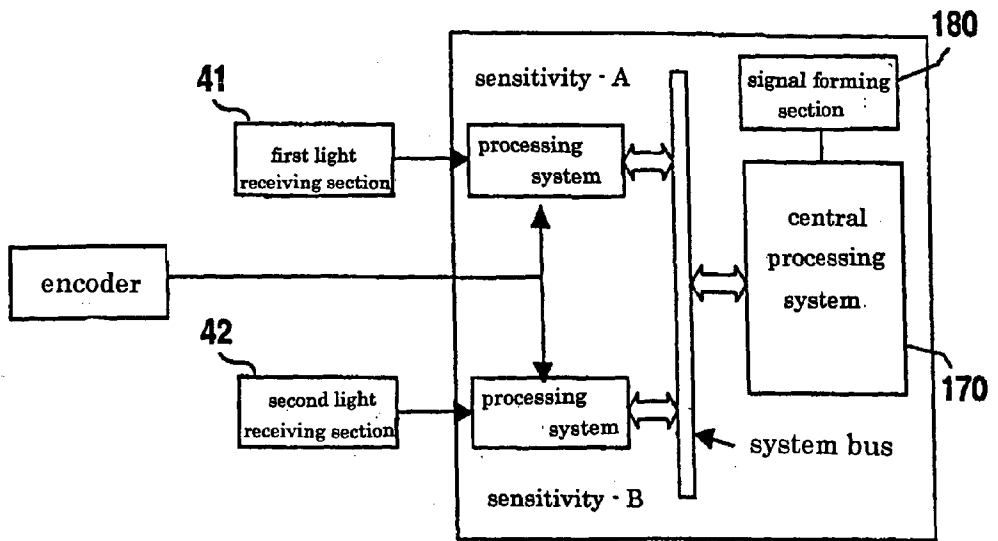 180
sensitivity - A
signal forming
section
41
first light
receiving section
processing
system
central
processing
system
encoder
42
second light
receiving section
processing
system
170
system bus
sensitivity - B